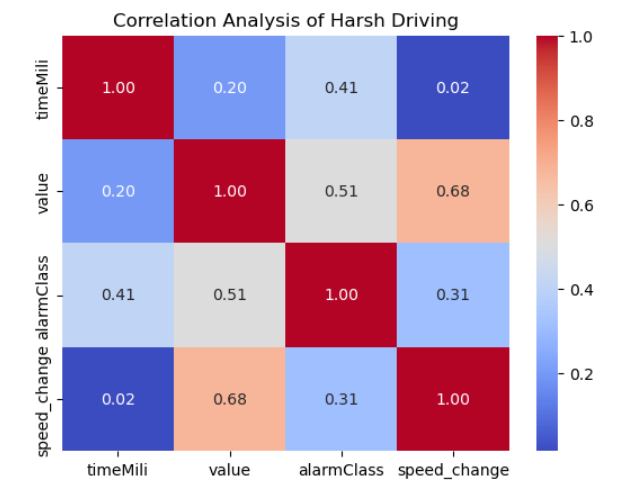 Correlation Analysis of Harsh Driving
timeMili 1.00 0.20 0.41 0.02
value 0.20 1.00 0.51 0.68
alarmClass 0.41 0.51 1.00 0.31
speed_change 0.02 0.68 0.31 1.00
timeMili value alarmClass speed_change
1.0
0.8
0.6
0.4
0.2